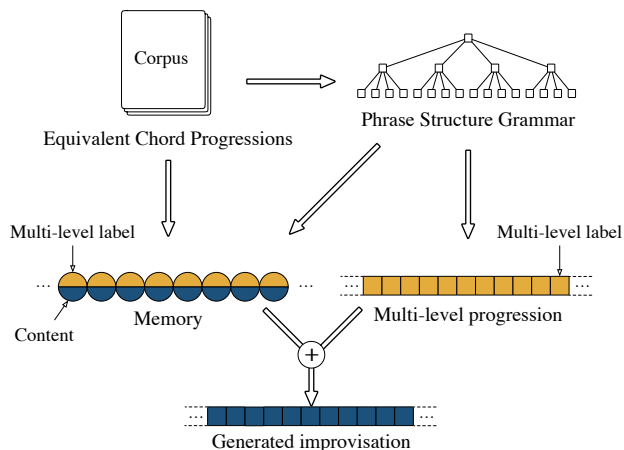 Corpus
Equivalent Chord Progressions
Phrase Structure Grammar
Multi-level label
Multi-level label
...
...
...
...
Content
Memory
Multi-level progression
+
...
...
Generated improvisation